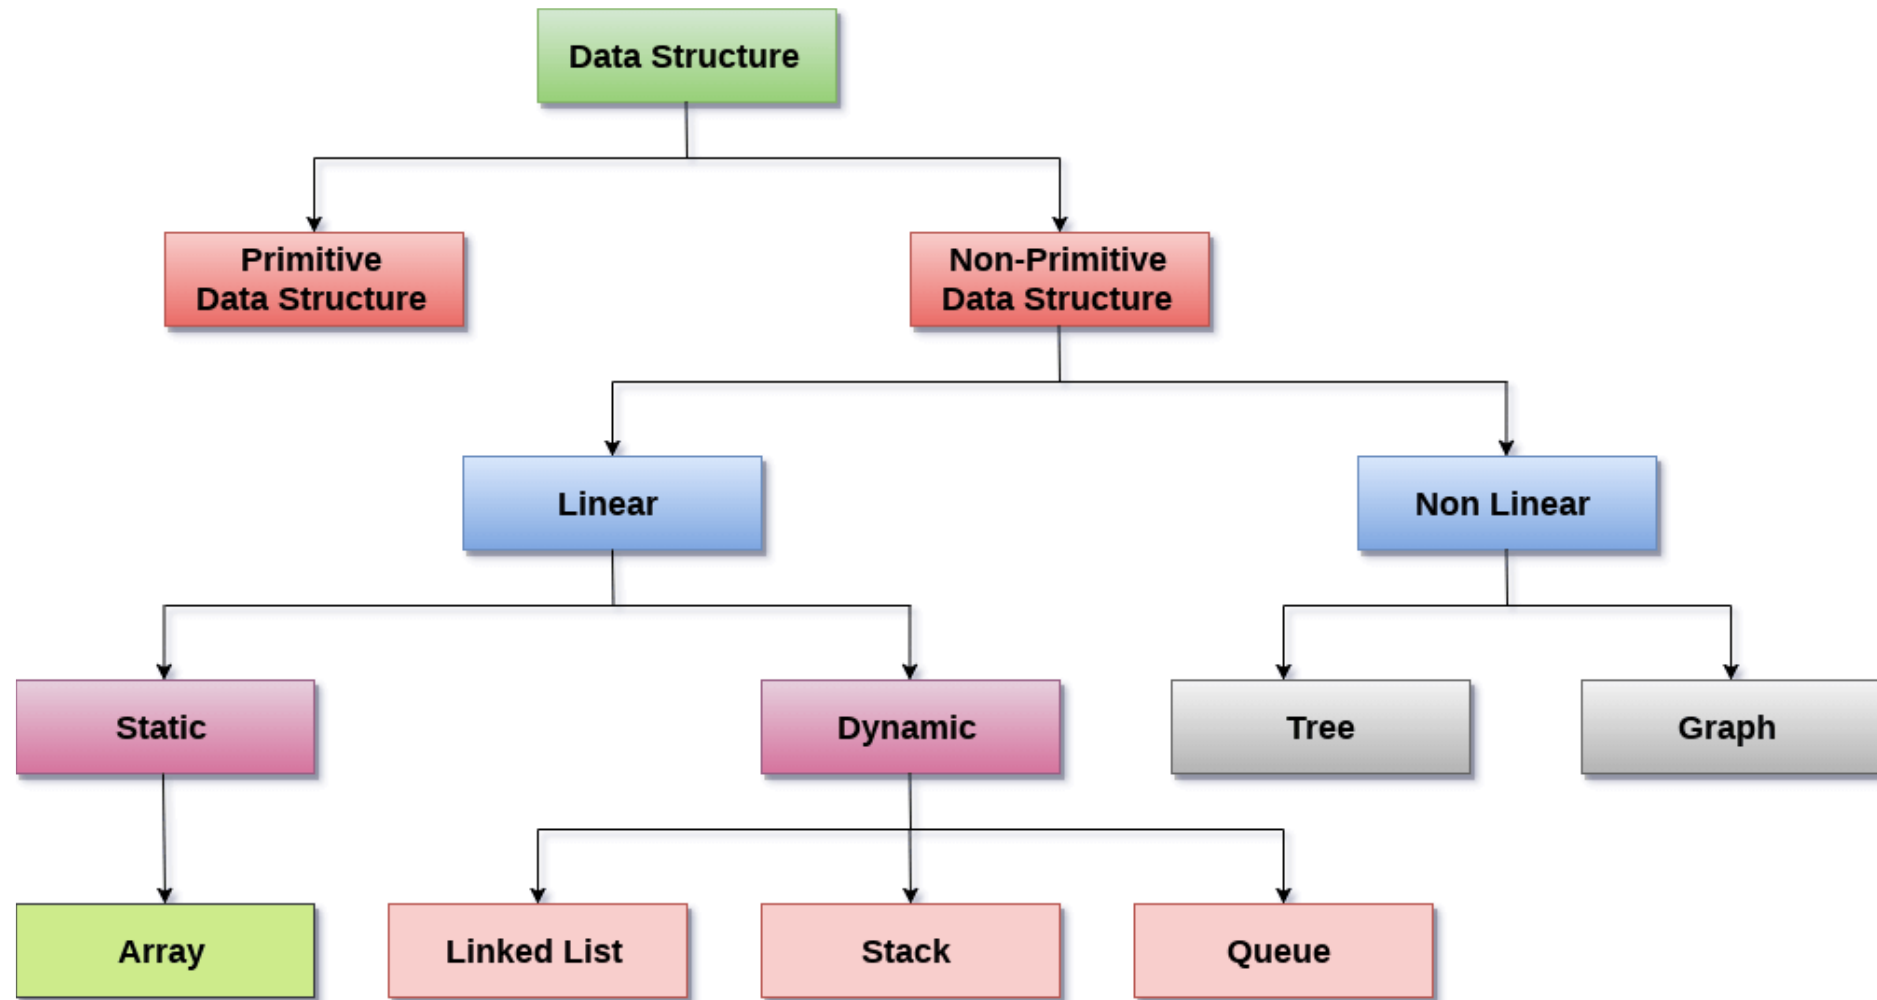 Data Structure
Primitive
Data Structure
Non-Primitive
Data Structure
Linear
Non Linear
Static
Dynamic
Tree
Graph
Array
Linked List
Stack
Queue